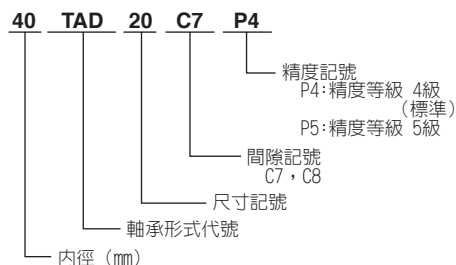 40 TAD 20 C7 P4
精度記號
P4:精度等級 4級
(標準)
P5:精度等級 5級
間隙記號
C7，C8
尺寸記號
軸承形式代號
内徑 (mm)